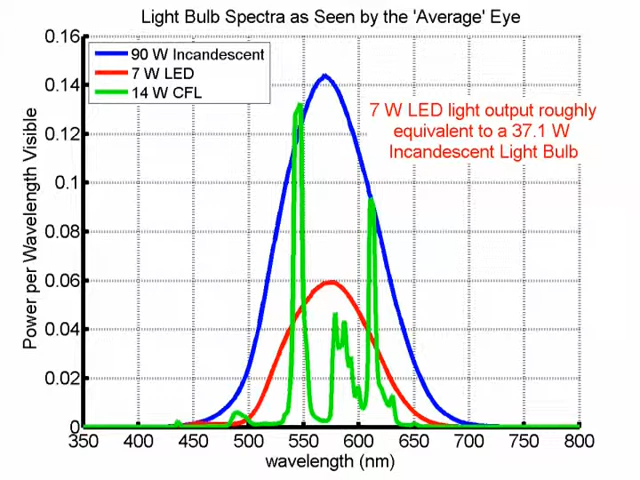 Light Bulb Spectra as Seen by the 'Average' Eye
0.16
90 W Incandescent
7 W LED
14 W CFL
0.14
7 W LED light output roughly
equivalent to a 37.1 W
Incandescent Light Bulb
0.12
0.1
0.08
0.06
0.04
0.02
0
Power per Wavelength Visible
350 400 450 500 550 600 650 700 750 800
wavelength (nm)